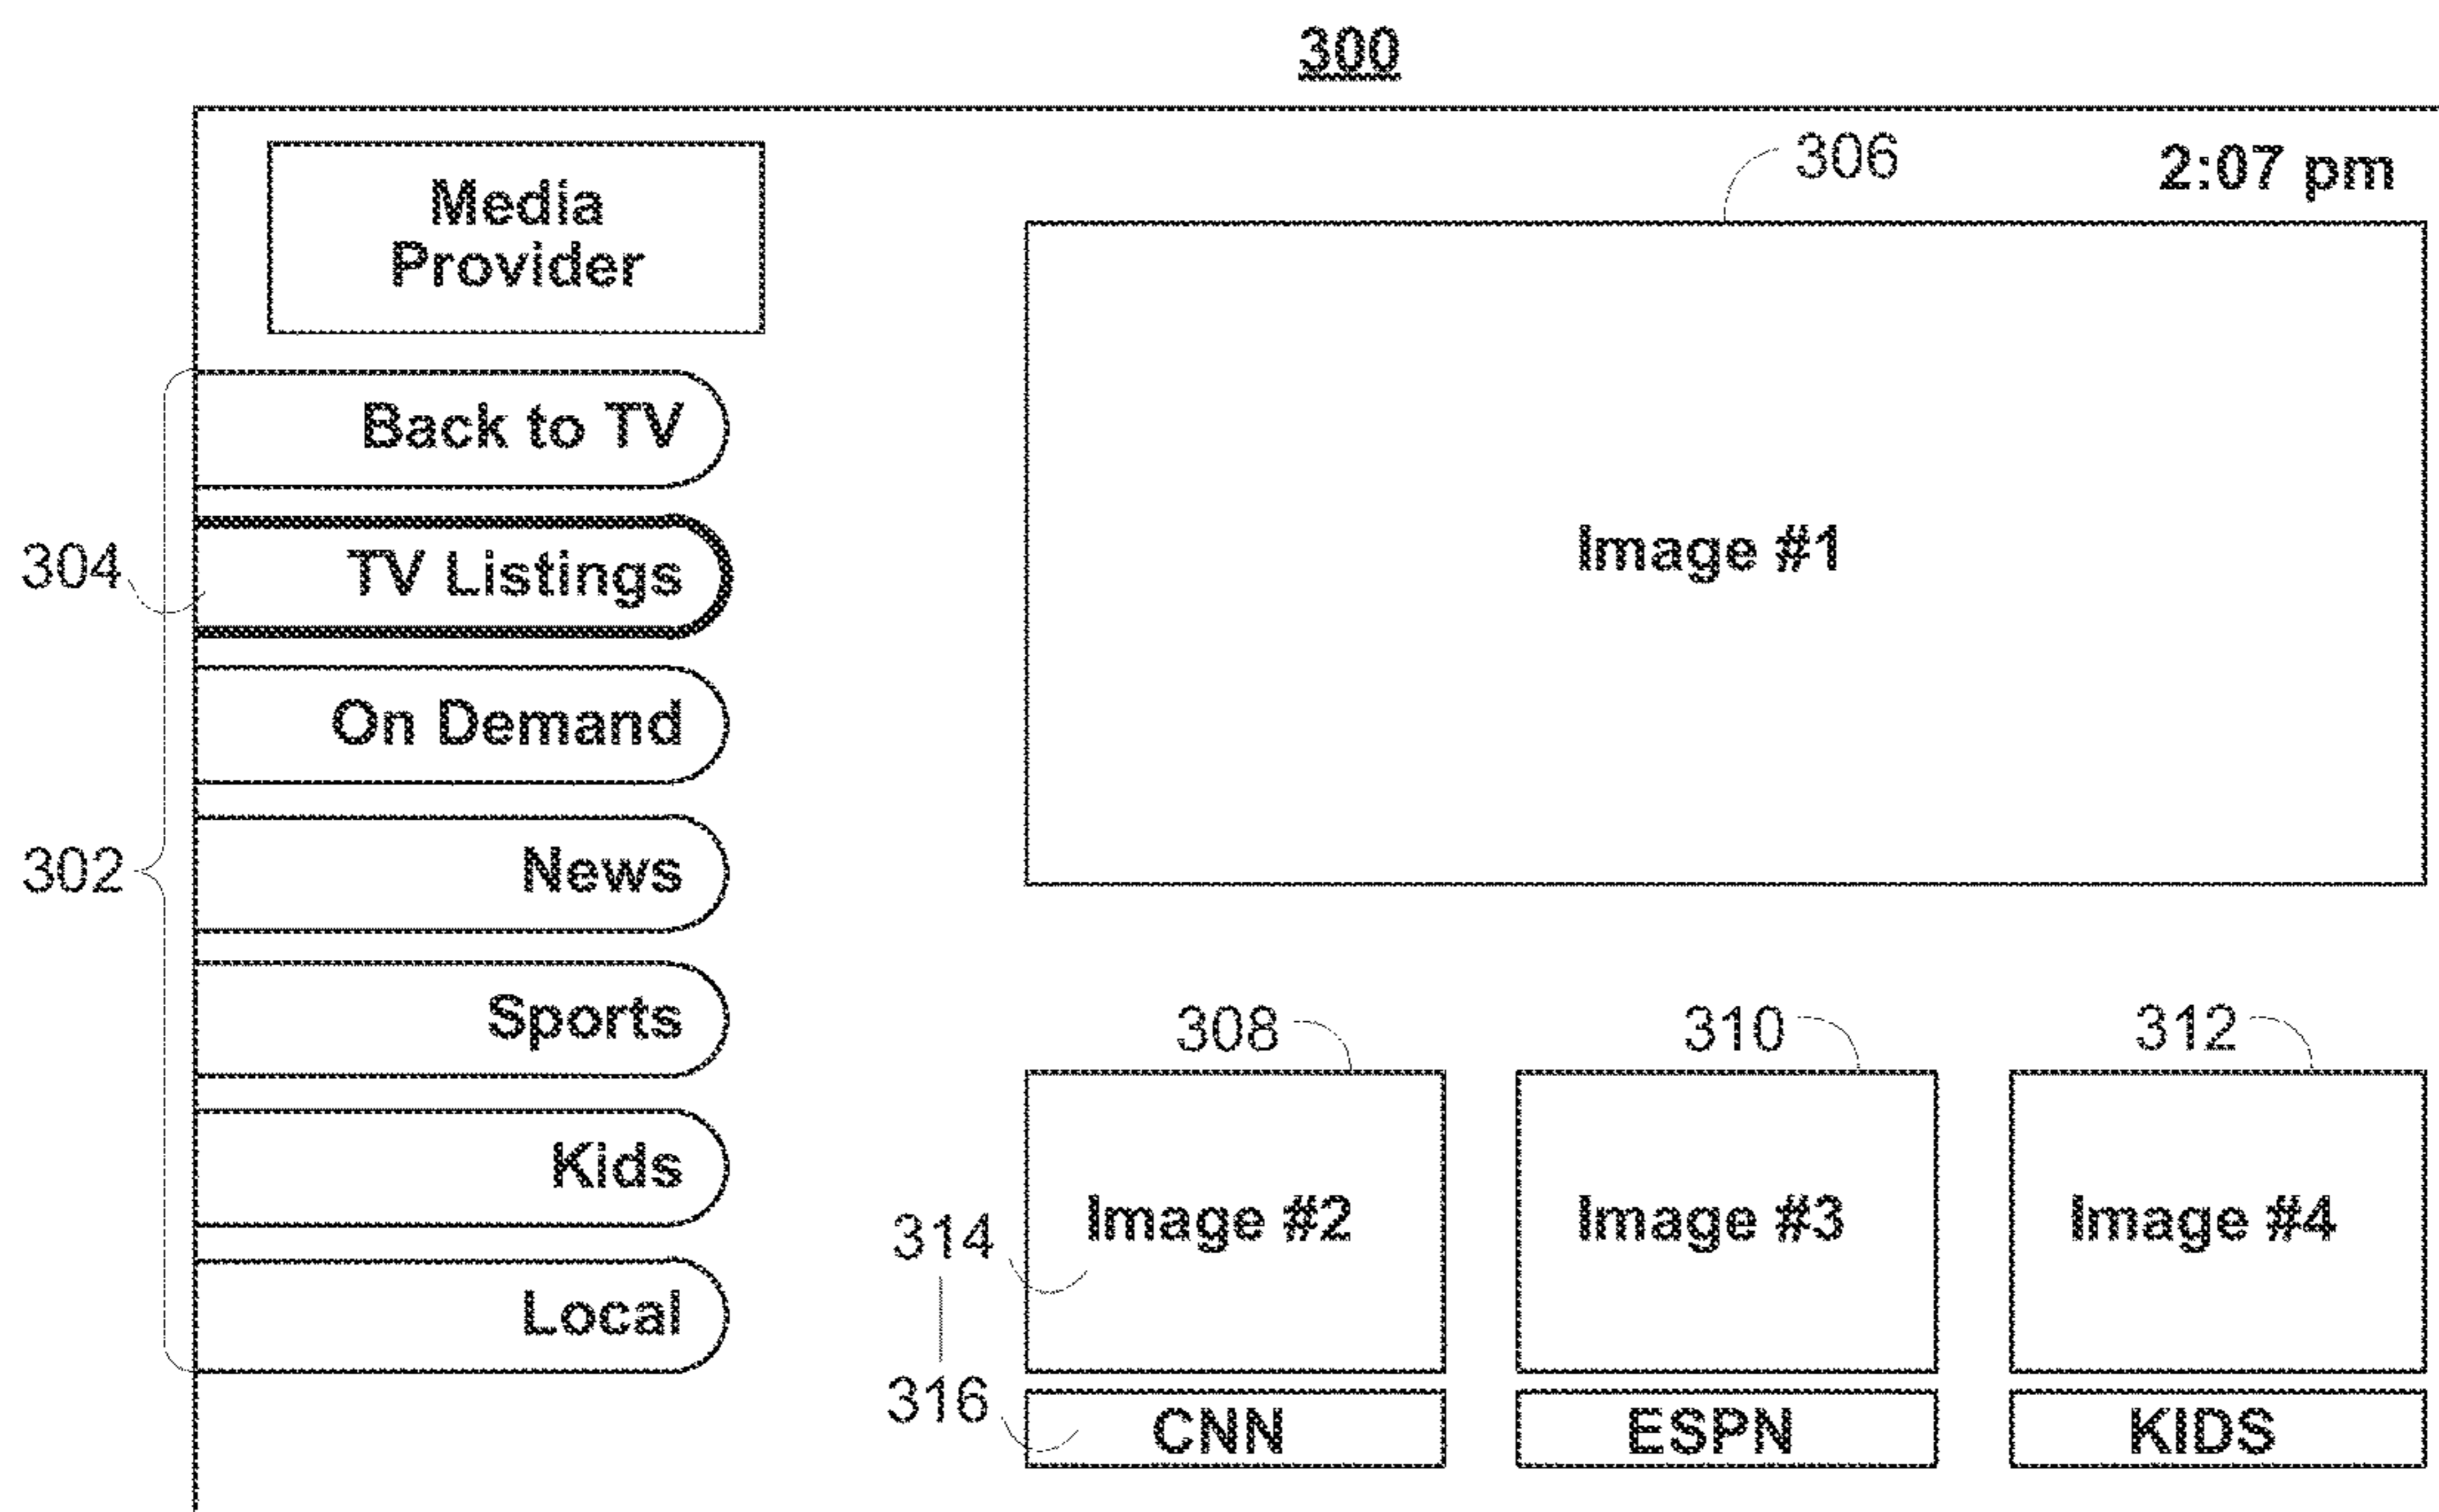 300
Media
Provider
306
2:07 pm
Back to TV
304
TV Listings
Image #1
On Demand
302
News
Sports
308
310
312
Kids
314
Image #2
Image #3
Image #4
Local
316
CNN
ESPN
KIDS